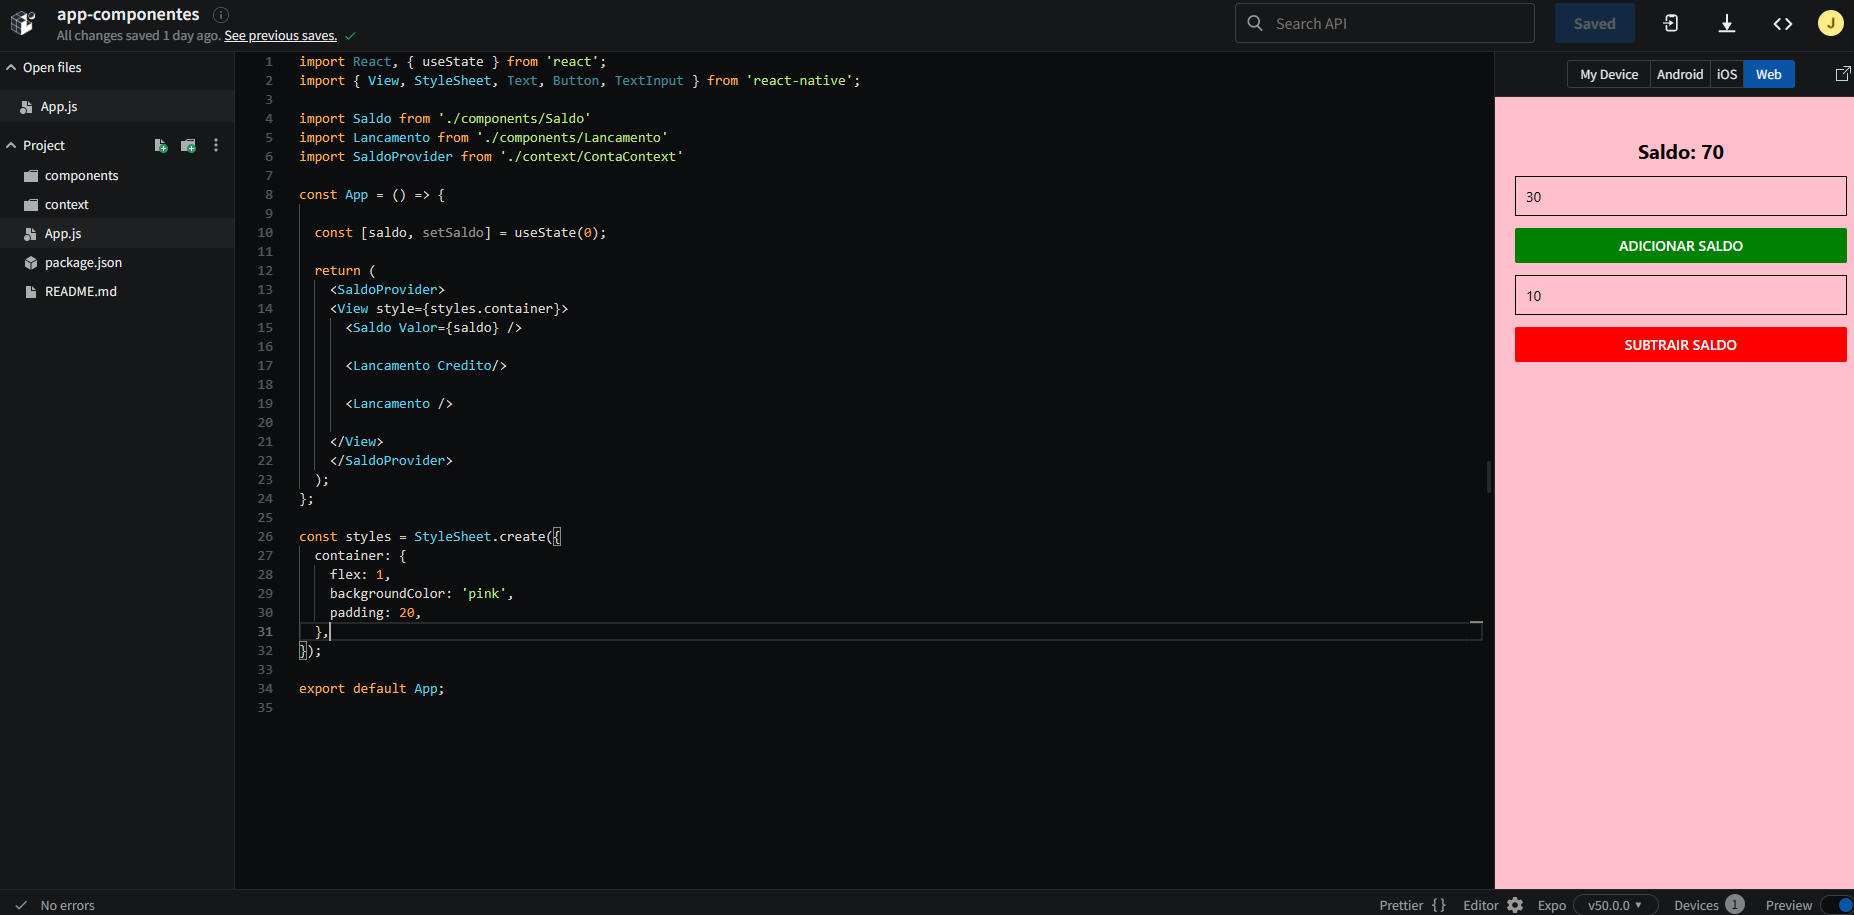 app-componentes
All changes saved 1 day ago. See previous saves.
Search API
Saved
J
Open files
App.js
Project
components
context
App.js
package.json
README.md
1 import React, { useState } from 'react';
2 import { View, StyleSheet, Text, Button, TextInput } from 'react-native';
3
4 import Saldo from './components/Saldo'
5 import Lancamento from './components/Lancamento'
6 import SaldoProvider from './context/ContaContext'
7
8 const App = () => {
9
10 const [saldo, setSaldo] = useState(0);
11
12 return (
13 <SaldoProvider>
14 <View style={styles.container}>
15 <Saldo Valor={saldo} />
16
17 <Lancamento Credito/>
18
19 <Lancamento />
20
21 </View>
22 </SaldoProvider>
23 );
24 };
25
26 const styles = StyleSheet.create({
27 container: {
28 flex: 1,
29 backgroundColor: 'pink',
30 padding: 20,
31 },
32 });
33
34 export default App;
35
My Device Android iOS Web
Saldo: 70
30
ADICIONAR SALDO
10
SUBTRAIR SALDO
No errors
Prettier {} Editor Expo v50.0.0 Devices 1 Preview